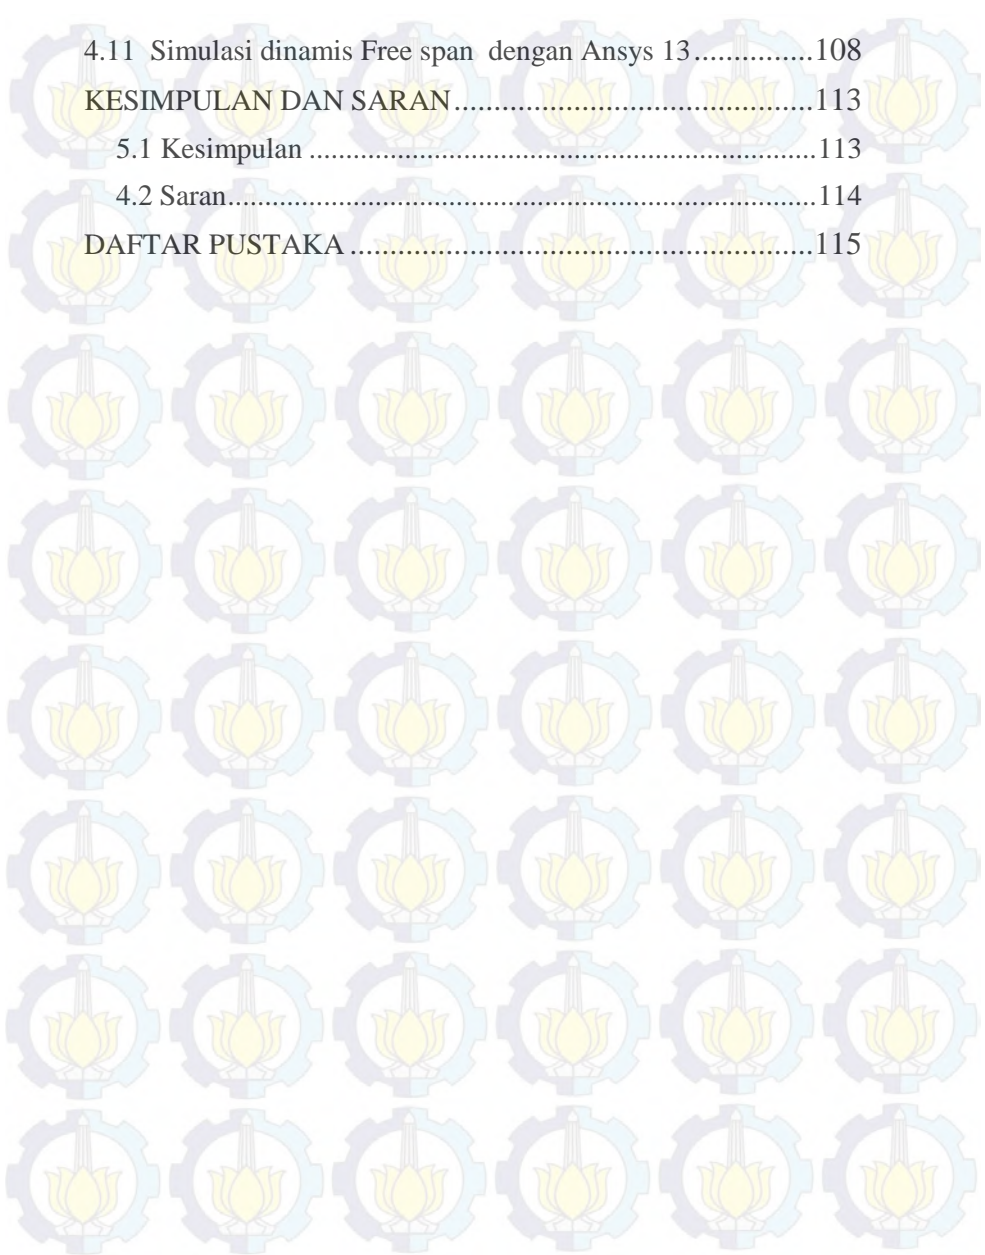 4.11 Simulasi dinamis Free span dengan Ansys 13...............108
KESIMPULAN DAN SARAN.............................................113
5.1 Kesimpulan ..................................................................113
4.2 Saran.............................................................................114
DAFTAR PUSTAKA ..........................................................115